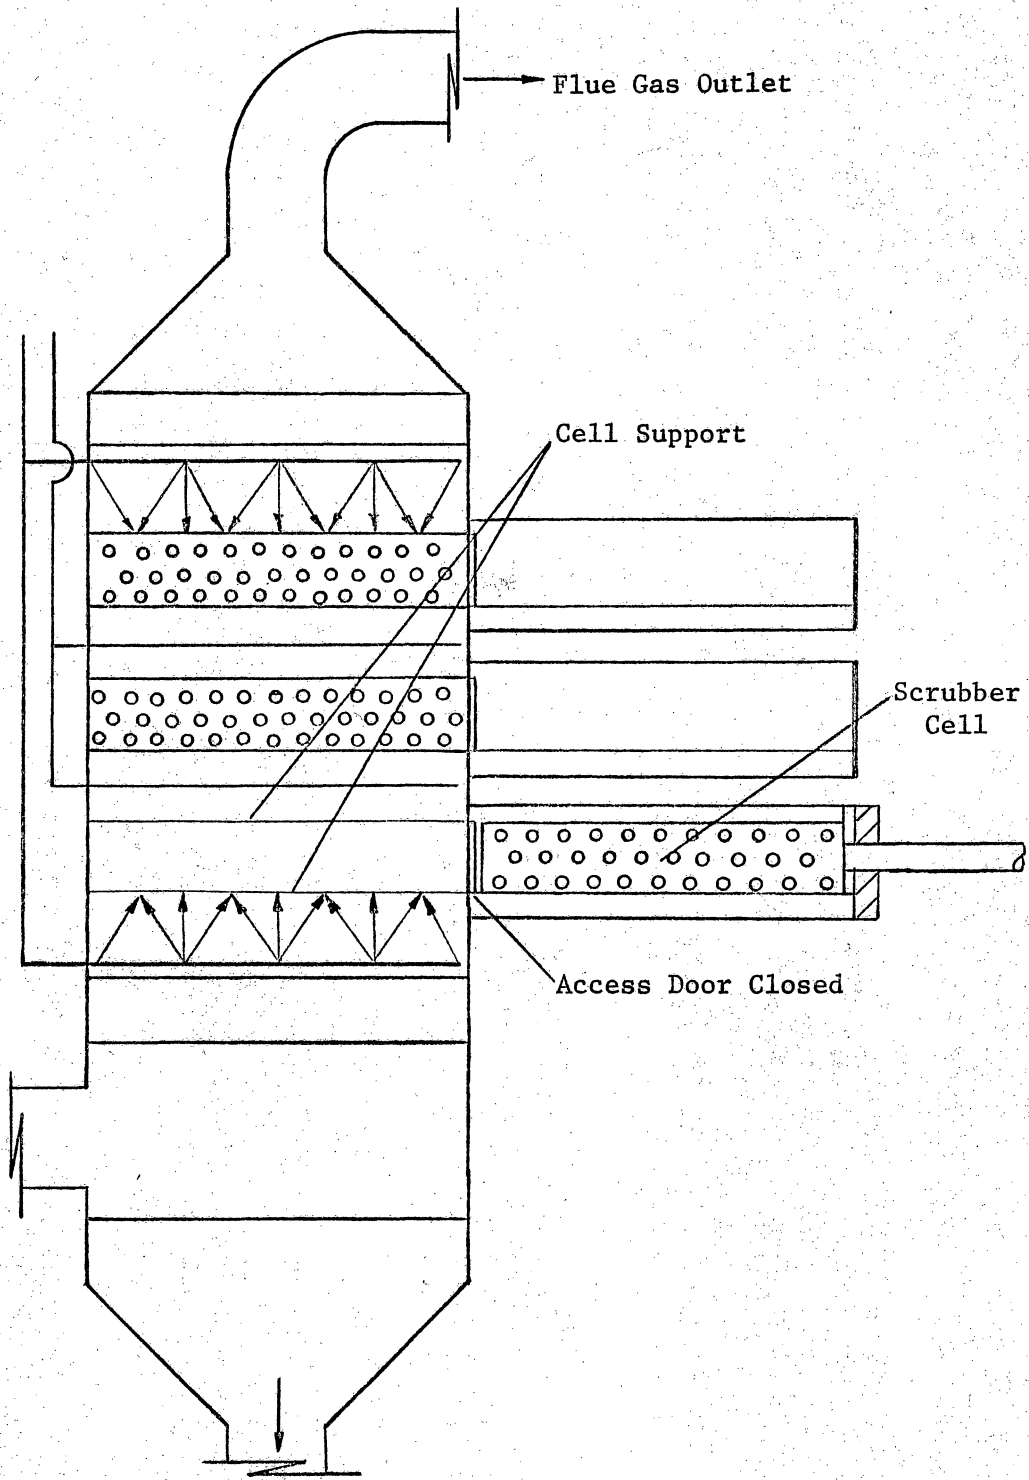 Flue Gas Outlet
Cell Support
Scrubber
Cell
Access Door Closed